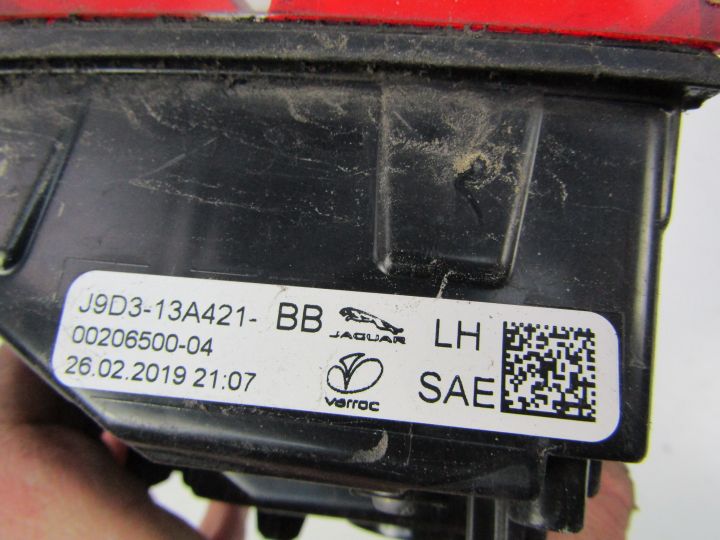 J9D3-13A421- BB JAGUAR LH
00206500-04
26.02.2019 21:07 varroc SAE